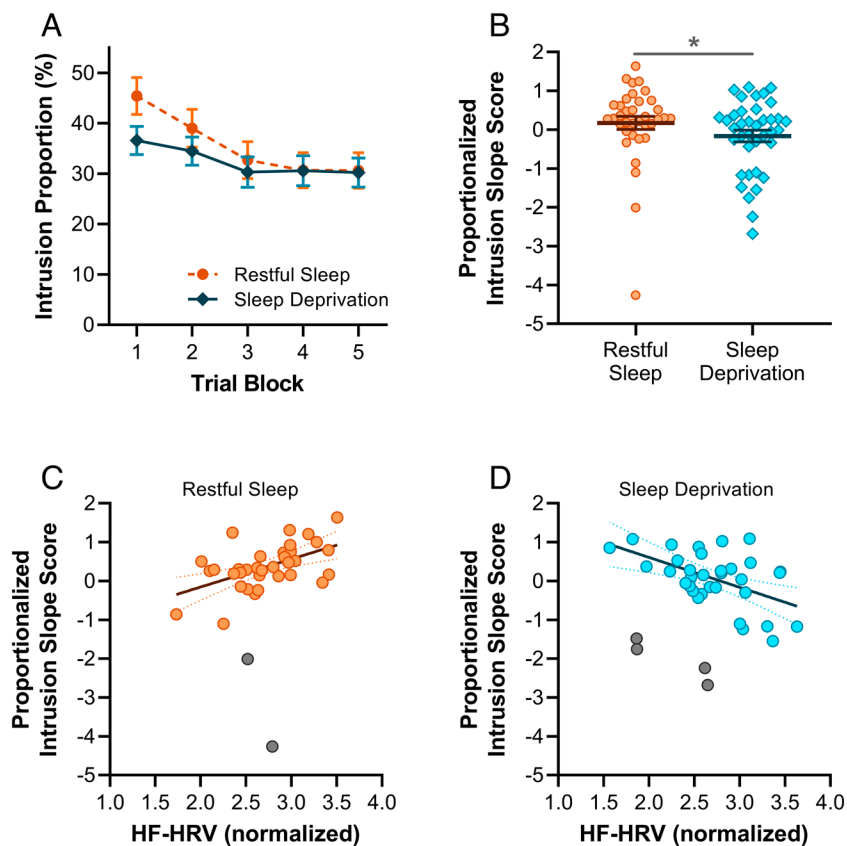 A
Intrusion Proportion (%)
50
40
30
20
10
0
Restful Sleep
Sleep Deprivation
1 2 3 4 5
Trial Block
B
Proportionalized
Intrusion Slope Score
*
2
1
0
-1
-2
-3
-4
-5
Restful
Sleep
Sleep
Deprivation
C
Restful Sleep
Proportionalized
Intrusion Slope Score
2
1
0
-1
-2
-3
-4
-5
1.0 1.5 2.0 2.5 3.0 3.5 4.0
HF-HRV (normalized)
D
Sleep Deprivation
Proportionalized
Intrusion Slope Score
2
1
0
-1
-2
-3
-4
-5
1.0 1.5 2.0 2.5 3.0 3.5 4.0
HF-HRV (normalized)